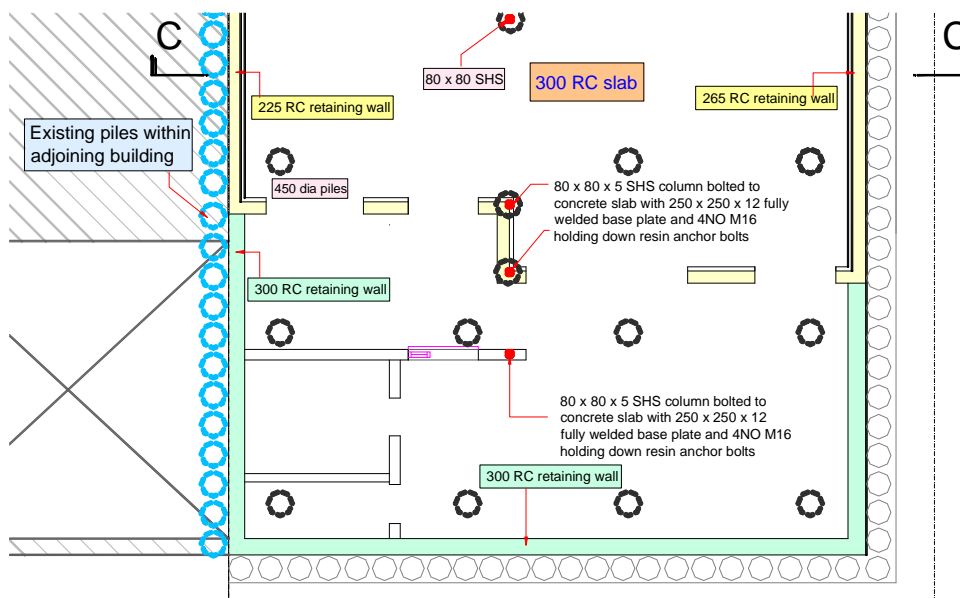 C
C
80 x 80 SHS
300 RC slab
225 RC retaining wall
265 RC retaining wall
Existing piles within
adjoining building
450 dia piles
80 x 80 x 5 SHS column bolted to
concrete slab with 250 x 250 x 12 fully
welded base plate and 4NO M16
holding down resin anchor bolts
300 RC retaining wall
80 x 80 x 5 SHS column bolted to
concrete slab with 250 x 250 x 12
fully welded base plate and 4NO M16
holding down resin anchor bolts
300 RC retaining wall